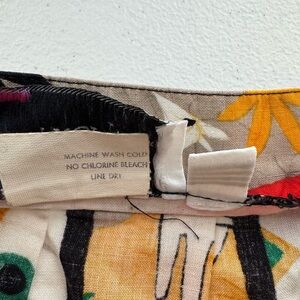 MACHINE WASH COLD
NO CHLORINE BLEACH
LINE DRY